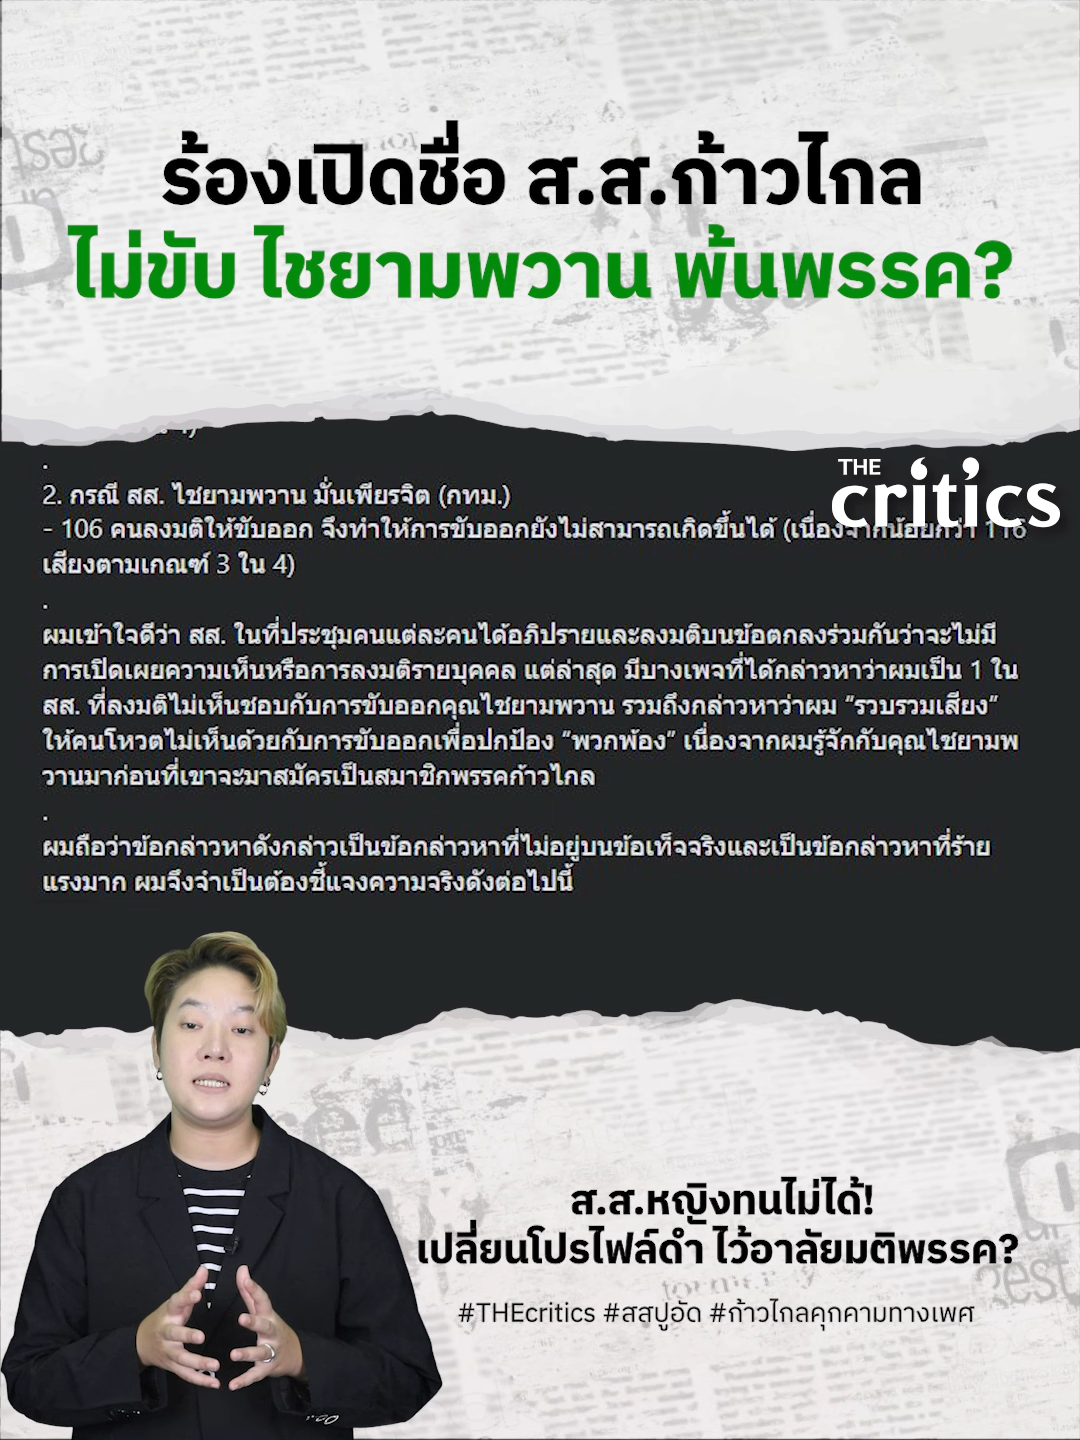 ร้องเปิดชื่อ ส.ส.ก้าวไกล
ไม่ขับ ไชยามพวาน พ้นพรรค?
THE
critics
.
2. กรณี สส. ไชยามพวาน มั่นเพียรจิต (กทม.)
- 106 คนลงมติให้ขับออก จึงทำให้การขับออกยังไม่สามารถเกิดขึ้นได้ (เนื่องจากน้อยกว่า 116
เสียงตามเกณฑ์ 3 ใน 4)
.
ผมเข้าใจดีว่า สส. ในที่ประชุมคนแต่ละคนได้อภิปรายและลงมติบนข้อตกลงร่วมกันว่าจะไม่มี
การเปิดเผยความเห็นหรือการลงมติรายบุคคล แต่ล่าสุด มีบางเพจที่ได้กล่าวหาว่าผมเป็น 1 ใน
สส. ที่ลงมติไม่เห็นชอบกับการขับออกคุณไชยามพวาน รวมถึงกล่าวหาว่าผม “รวบรวมเสียง”
ให้คนโหวตไม่เห็นด้วยกับการขับออกเพื่อปกป้อง “พวกพ้อง” เนื่องจากผมรู้จักกับคุณไชยามพ
วานมาก่อนที่เขาจะมาสมัครเป็นสมาชิกพรรคก้าวไกล
.
ผมถือว่าข้อกล่าวหาดังกล่าวเป็นข้อกล่าวหาที่ไม่อยู่บนข้อเท็จจริงและเป็นข้อกล่าวหาที่ร้าย
แรงมาก ผมจึงจำเป็นต้องชี้แจงความจริงดังต่อไปนี้
ส.ส.หญิงทนไม่ได้!
เปลี่ยนโปรไฟล์ดำ ไว้อาลัยมติพรรค?
#THEcritics #สสปูอัด #ก้าวไกลคุกคามทางเพศ